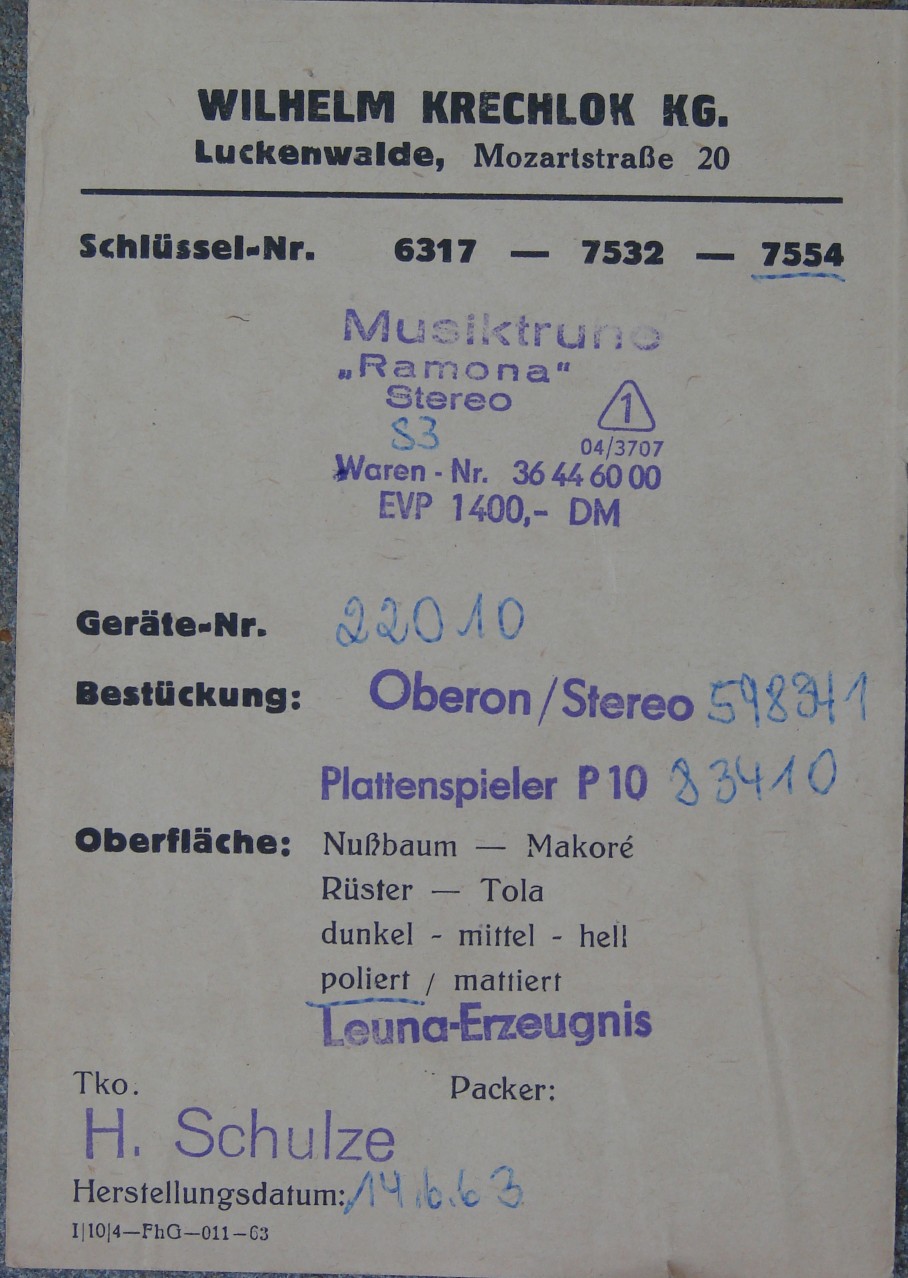 WILHELM KRECHLOK KG.
Luckenwalde, Mozartstraße 20
Schlüssel-Nr. 6317 — 7532 — 7554
Musiktruhe
„Ramona“
Stereo
1
S3
04/3707
Waren - Nr. 36 44 60 00
EVP 1400,- DM
Geräte-Nr. 22010
Bestückung: Oberon/Stereo
Plattenspieler P 10 83410
Oberfläche: Nußbaum — Makoré
Rüster — Tola
dunkel - mittel - hell
poliert / mattiert
Leuna-Erzeugnis
Tko. Packer:
H. Schulze
Herstellungsdatum: 14.6.63
I|10|4—FhG—011—63